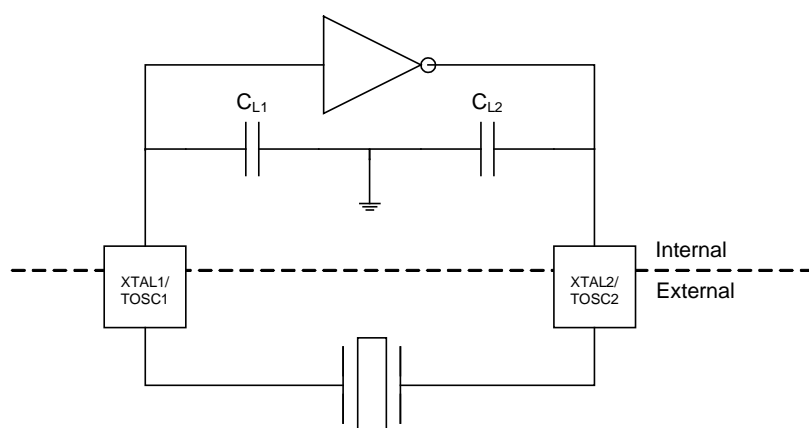 CL1
CL2
Internal
XTAL1/
TOSC1
XTAL2/
TOSC2
External